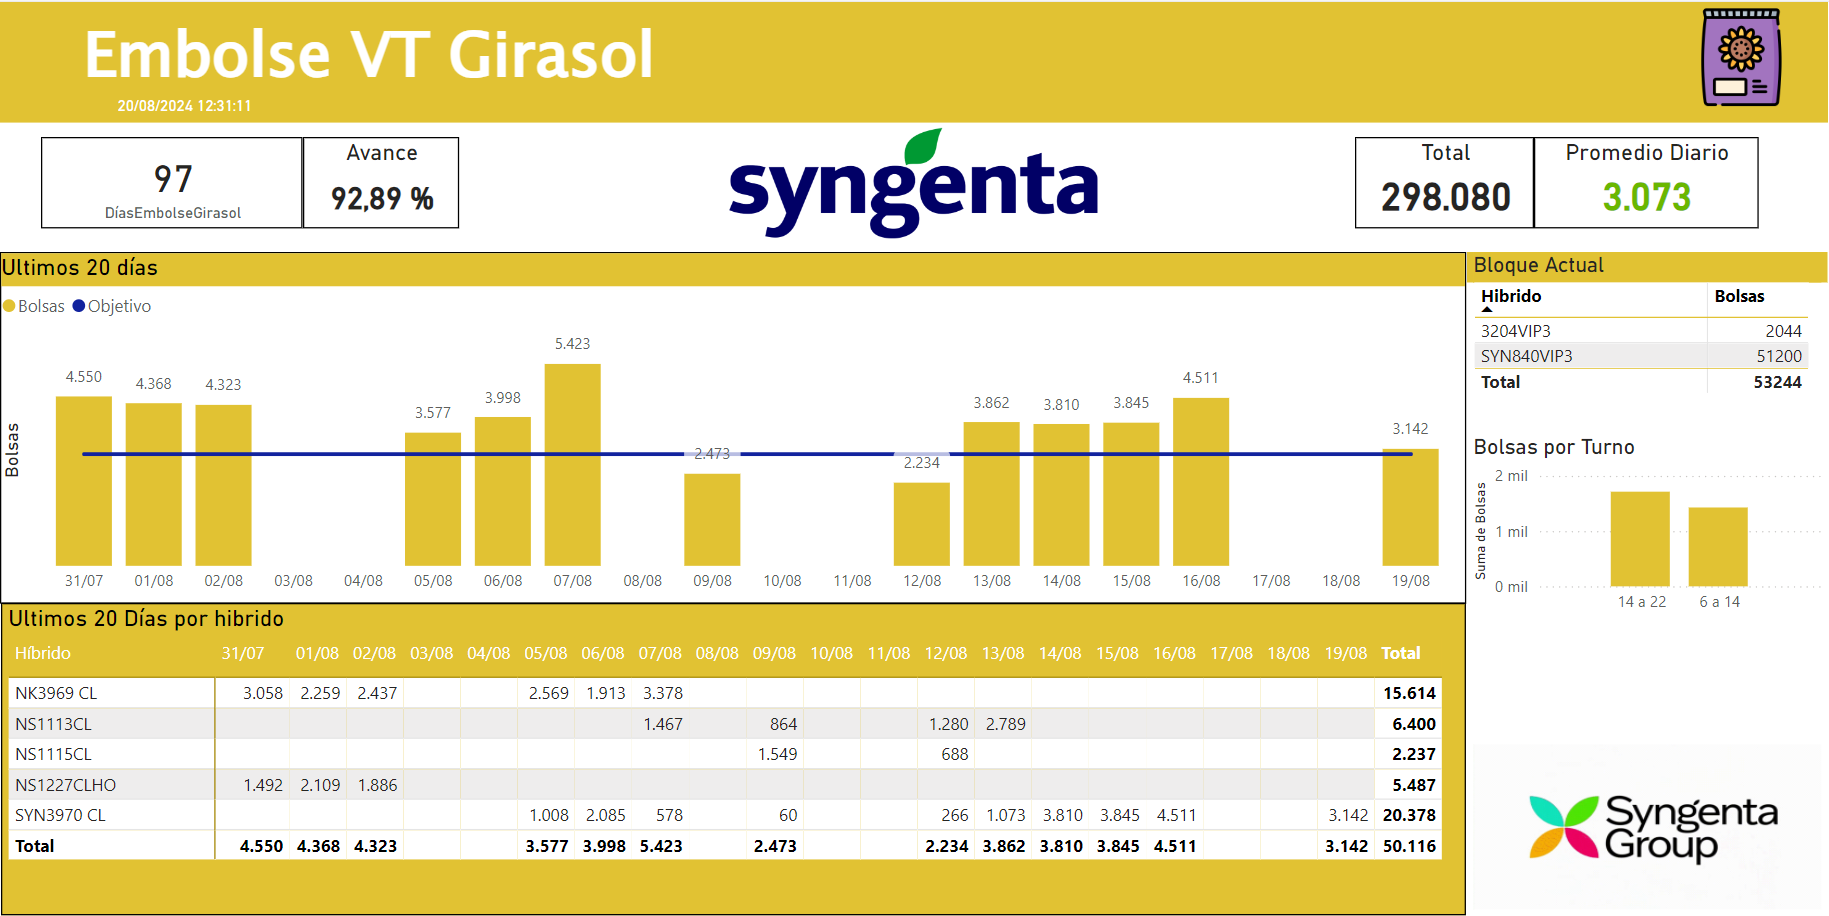 Embolse VT Girasol
20/08/2024 12:31:11
97
DíasEmbolseGirasol
Avance
92,89 %
syngenta
Total
298.080
Promedio Diario
3.073
Ultimos 20 días
Bolsas Objetivo
Bolsas
4.550 4.368 4.323 3.577 3.998 5.423 2.473 2.234 3.862 3.810 3.845 4.511 3.142
31/07 01/08 02/08 03/08 04/08 05/08 06/08 07/08 08/08 09/08 10/08 11/08 12/08 13/08 14/08 15/08 16/08 17/08 18/08 19/08
Bloque Actual
Hibrido Bolsas
3204VIP3 2044
SYN840VIP3 51200
Total 53244
Bolsas por Turno
Suma de Bolsas
2 mil
1 mil
0 mil
14 a 22 6 a 14
Ultimos 20 Días por hibrido
Híbrido 31/07 01/08 02/08 03/08 04/08 05/08 06/08 07/08 08/08 09/08 10/08 11/08 12/08 13/08 14/08 15/08 16/08 17/08 18/08 19/08 Total
NK3969 CL 3.058 2.259 2.437 2.569 1.913 3.378 15.614
NS1113CL 1.467 864 1.280 2.789 6.400
NS1115CL 1.549 688 2.237
NS1227CLHO 1.492 2.109 1.886 5.487
SYN3970 CL 1.008 2.085 578 60 266 1.073 3.810 3.845 4.511 3.142 20.378
Total 4.550 4.368 4.323 3.577 3.998 5.423 2.473 2.234 3.862 3.810 3.845 4.511 3.142 50.116
Syngenta
Group